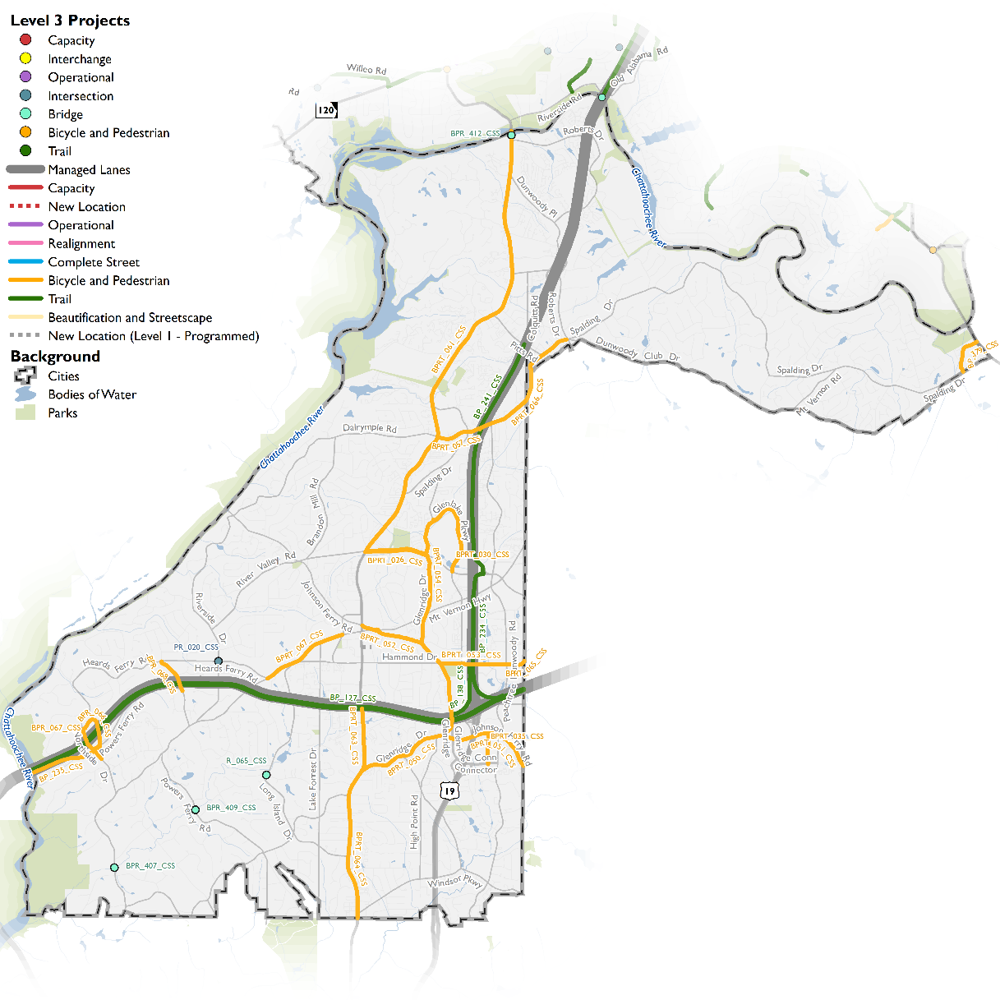 Level 3 Projects
Capacity
Interchange
Operational
Intersection
Bridge
Bicycle and Pedestrian
Trail
Managed Lanes
Capacity
New Location
Operational
Realignment
Complete Street
Bicycle and Pedestrian
Trail
Beautification and Streetscape
New Location (Level 1 - Programmed)
Background
Cities
Bodies of Water
Parks
Willeo Rd
Rd
120
Old Alabama Rd
Riverside Rd
Roberts Dr
BPR_412_CSS
Chattahoochee River
Dunwoody Pl
Colquitt Rd
Roberts Dr
Spalding Dr
Pitts Rd
Dunwoody Club Dr
Spalding Dr
Mt Vernon Rd
Spalding Dr
BPRT_061_CSS
BP_241_CSS
BPRT_066_CSS
Chattahoochee River
Dalrymple Rd
BPRT_057_CSS
Spalding Dr
Brandon Mill Rd
Glenlake Pkwy
BPRT_026_CSS
BPRT_030_CSS
BPRT_054_CSS
River Valley Rd
Riverside Dr
Johnson Ferry Rd
Glenridge Dr
Mt Vernon Hwy
BP_234_CSS
PR_020_CSS
BPRT_067_CSS
BPRT_052_CSS
Hammond Dr
BPRT_053_CSS
Heards Ferry Rd
Heards Ferry Rd
BP_127_CSS
BP_138_CSS
BPR_067_CSS
Powers Ferry Rd
Northside Dr
BP_235_CSS
Chattahoochee River
BPRT_063_CSS
Glenridge Dr
BPRT_050_CSS
Glenridge
Glenridge Conn
Connector
BPRT_035_CSS
R_065_CSS
Long Island Dr
Lake Forrest Dr
19
High Point Rd
Powers Ferry Rd
BPR_409_CSS
BPR_407_CSS
BPRT_064_CSS
Windsor Pkwy